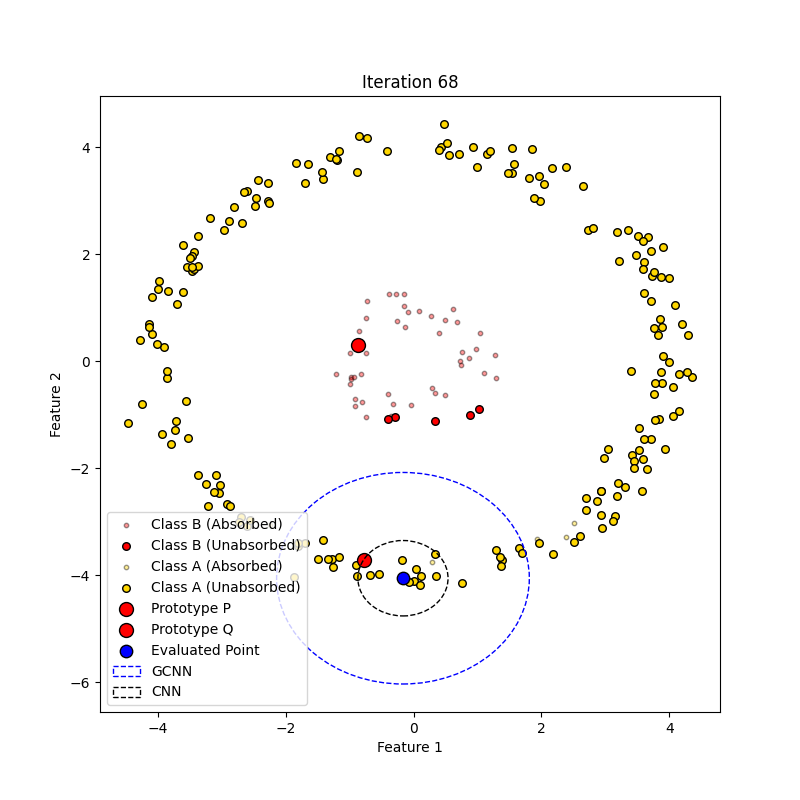 Iteration 68
Feature 2
4
2
0
−2
−4
−6
Class B (Absorbed)
Class B (Unabsorbed)
Class A (Absorbed)
Class A (Unabsorbed)
Prototype P
Prototype Q
Evaluated Point
GCNN
CNN
−4
−2
0
2
4
Feature 1